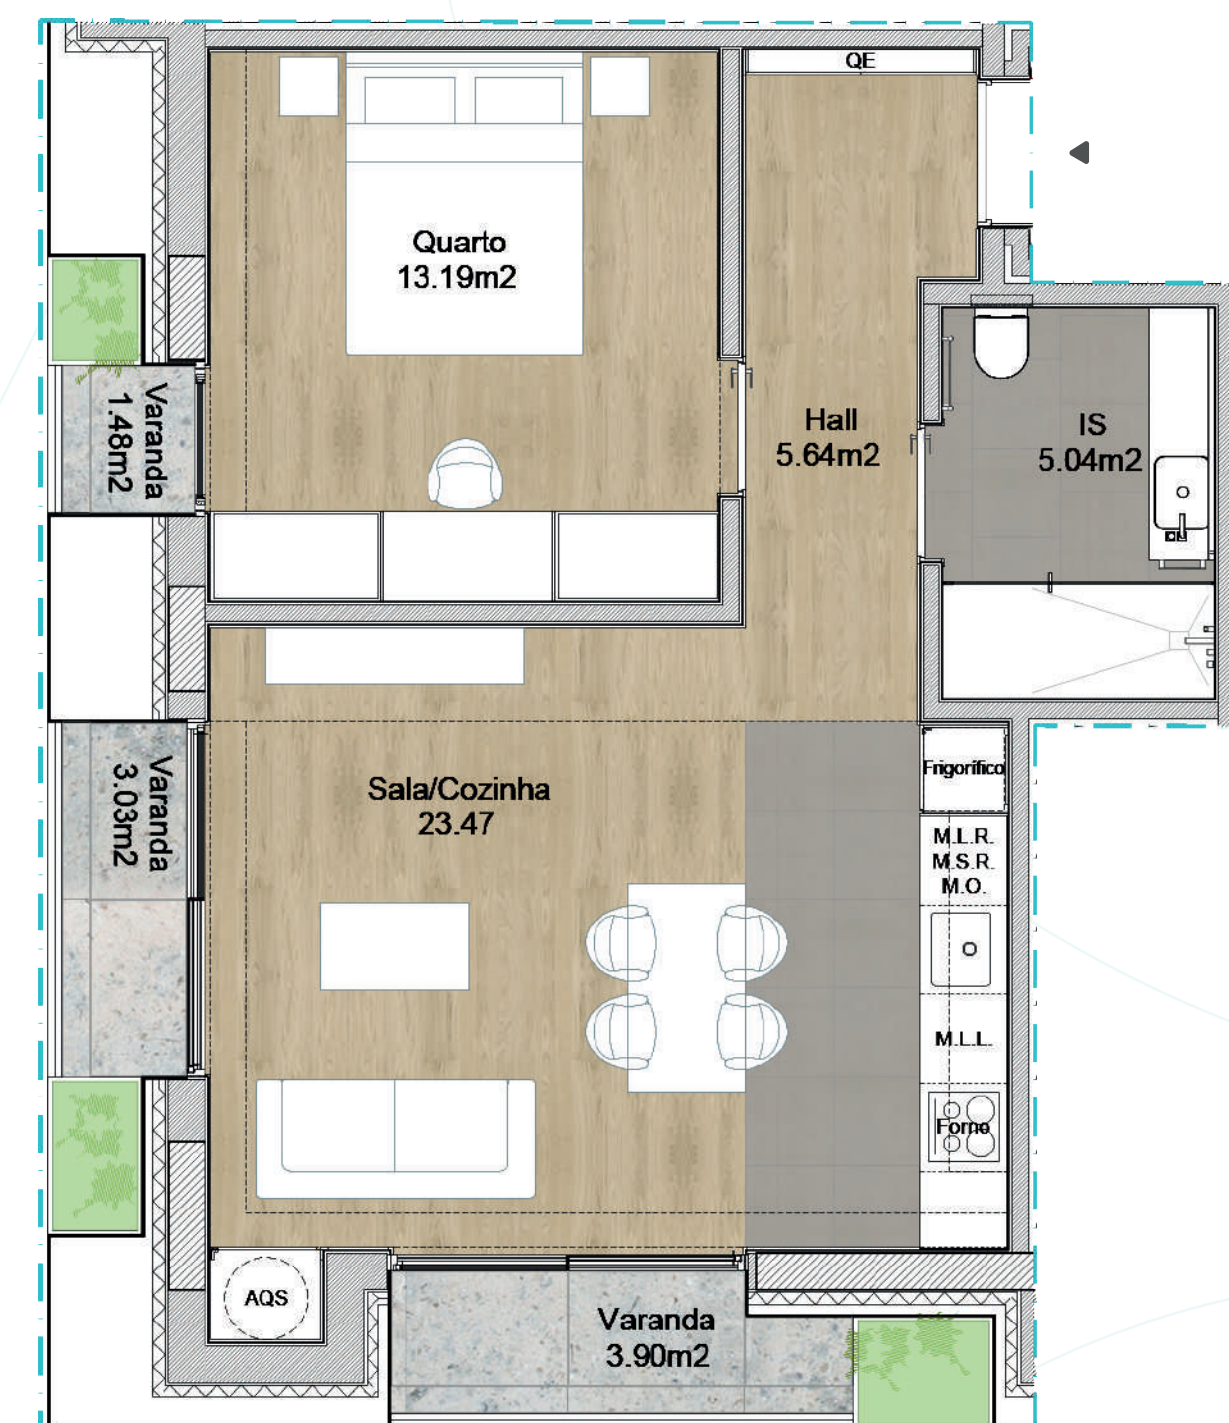 QE
Quarto
13.19m2
Varanda
1.48m2
Hall
5.64m2
IS
5.04m2
Varanda
3.03m2
Sala/Cozinha
23.47
Frigorífico
M.L.R.
M.S.R.
M.O.
M.L.L.
Forno
AQS
Varanda
3.90m2